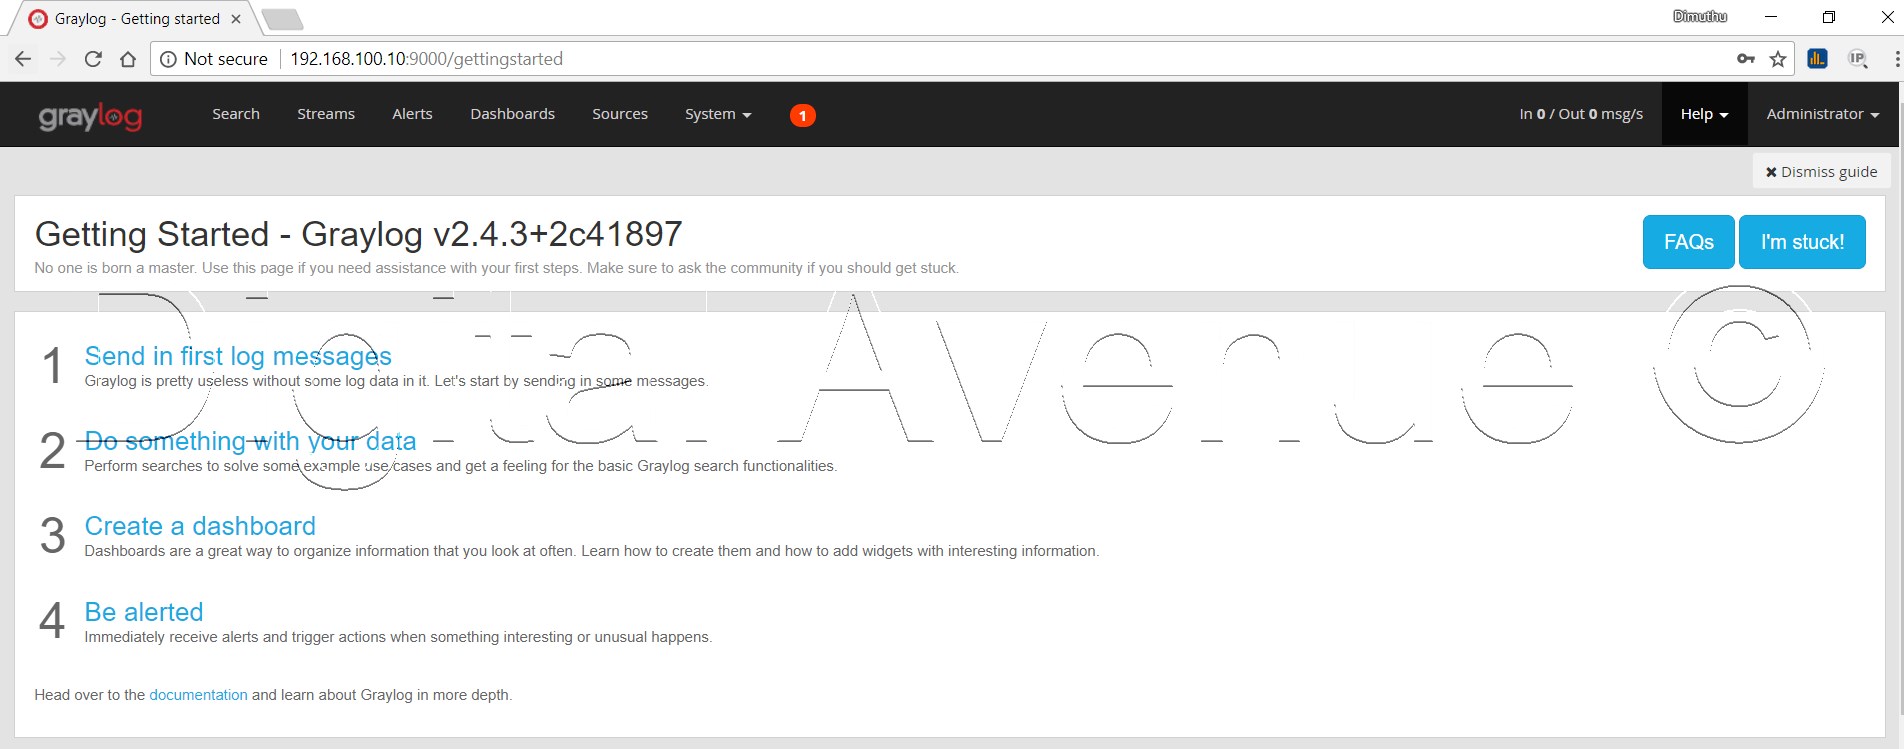 Graylog - Getting started
Dimuthu
Not secure 192.168.100.10:9000/gettingstarted
IP
graylog Search Streams Alerts Dashboards Sources System 1 In 0 / Out 0 msg/s Help Administrator
Dismiss guide
Getting Started - Graylog v2.4.3+2c41897
FAQs I'm stuck!
No one is born a master. Use this page if you need assistance with your first steps. Make sure to ask the community if you should get stuck.
Digital Avenue ©
1 Send in first log messages
Graylog is pretty useless without some log data in it. Let's start by sending in some messages.
2 Do something with your data
Perform searches to solve some example use cases and get a feeling for the basic Graylog search functionalities.
3 Create a dashboard
Dashboards are a great way to organize information that you look at often. Learn how to create them and how to add widgets with interesting information.
4 Be alerted
Immediately receive alerts and trigger actions when something interesting or unusual happens.
Head over to the documentation and learn about Graylog in more depth.